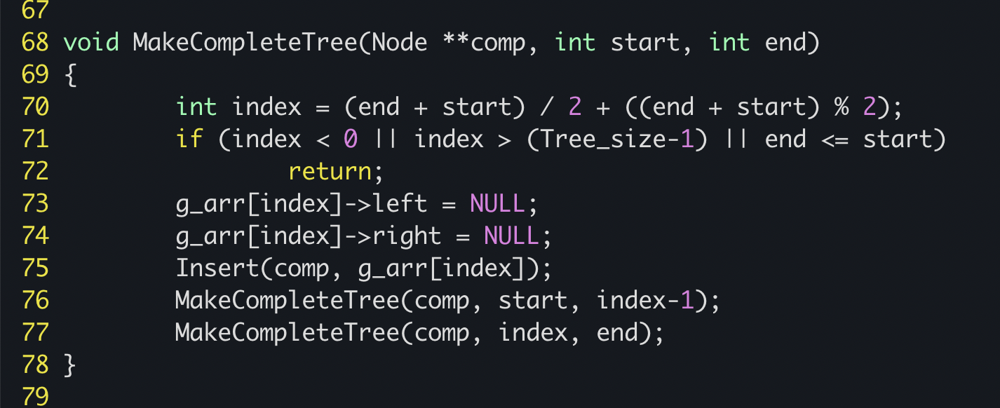 67
68 void MakeCompleteTree(Node **comp, int start, int end)
69 {
70         int index = (end + start) / 2 + ((end + start) % 2);
71         if (index < 0 || index > (Tree_size-1) || end <= start)
72                 return;
73         g_arr[index]->left = NULL;
74         g_arr[index]->right = NULL;
75         Insert(comp, g_arr[index]);
76         MakeCompleteTree(comp, start, index-1);
77         MakeCompleteTree(comp, index, end);
78 }
79